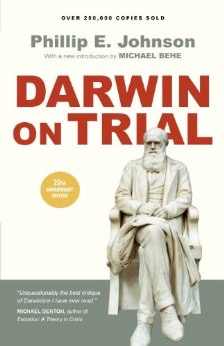 OVER 250,000 COPIES SOLD
Phillip E. Johnson
With a new introduction by MICHAEL BEHE
DARWIN
ON TRIAL
20TH
ANNIVERSARY
EDITION
"Unquestionably the best critique
of Darwinism I have ever read."
MICHAEL DENTON, author of
Evolution: A Theory in Crisis